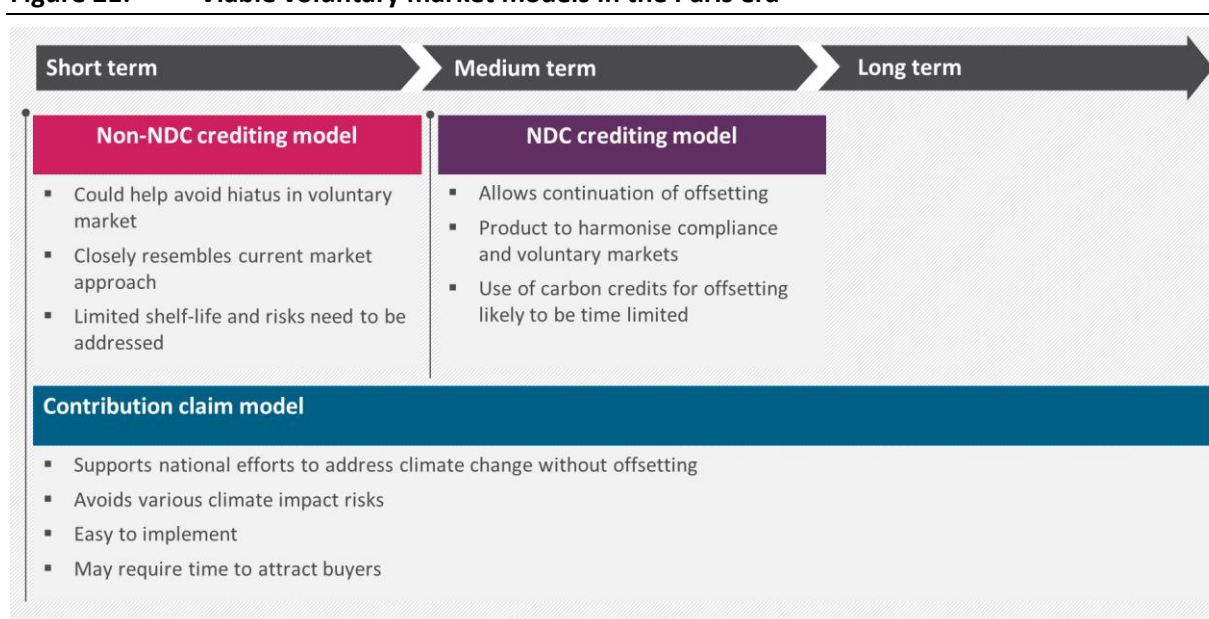 Figure 11: Viable voluntary market models in the Paris era
Short term
Medium term
Long term
Non-NDC crediting model
▪ Could help avoid hiatus in voluntary
market
▪ Closely resembles current market
approach
▪ Limited shelf-life and risks need to be
addressed
NDC crediting model
▪ Allows continuation of offsetting
▪ Product to harmonise compliance
and voluntary markets
▪ Use of carbon credits for offsetting
likely to be time limited
Contribution claim model
▪ Supports national efforts to address climate change without offsetting
▪ Avoids various climate impact risks
▪ Easy to implement
▪ May require time to attract buyers